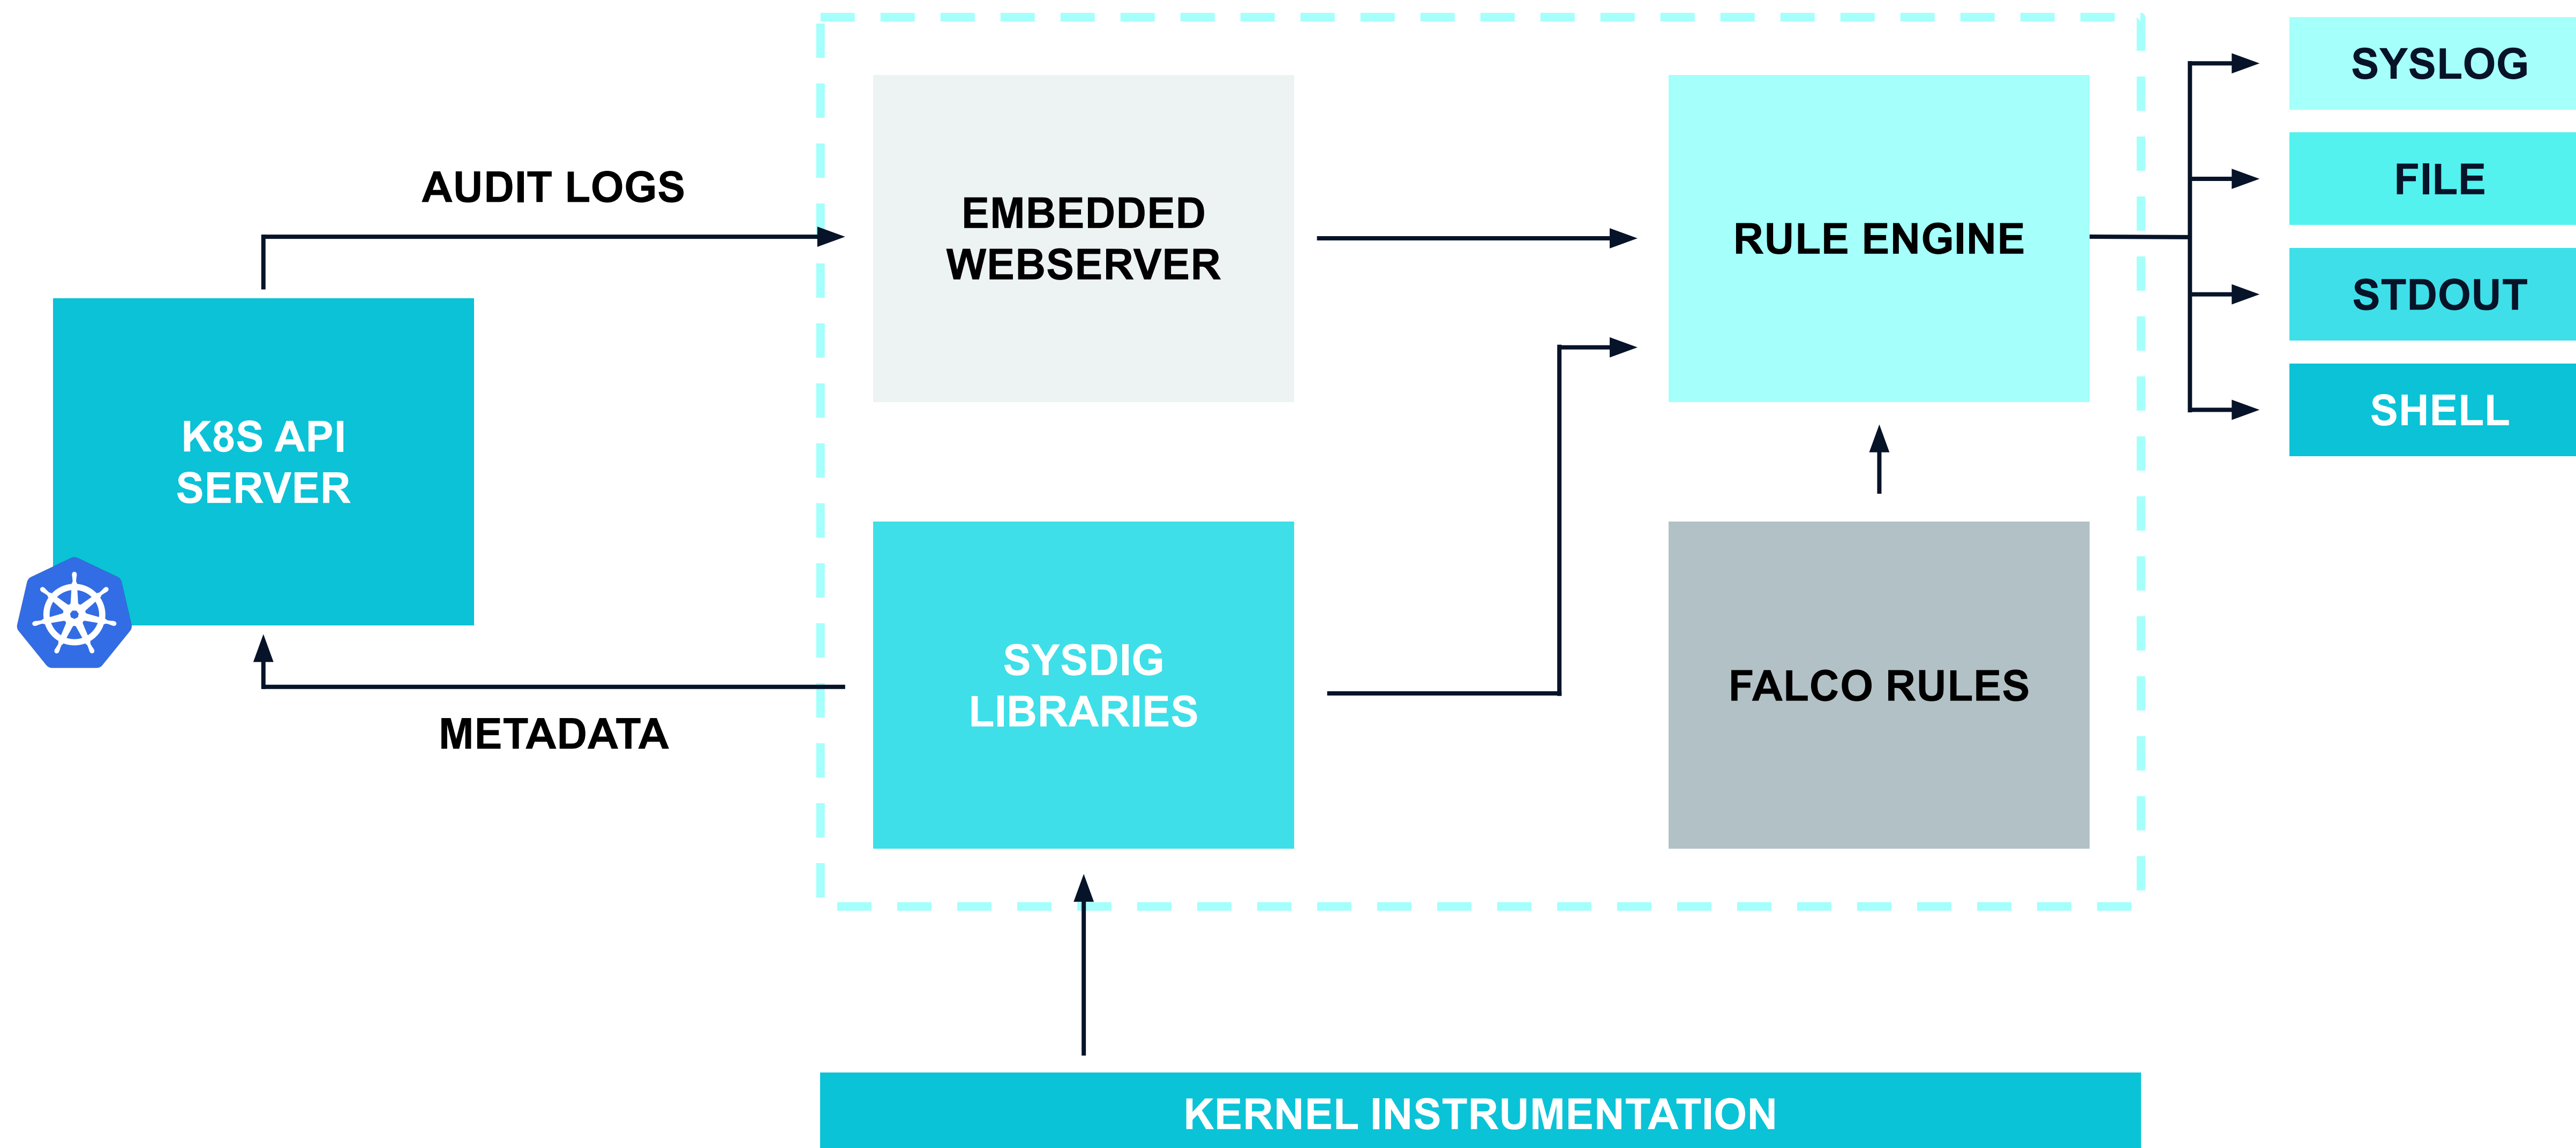 AUDIT LOGS
K8S API
SERVER
METADATA
EMBEDDED
WEBSERVER
SYSDIG
LIBRARIES
RULE ENGINE
FALCO RULES
SYSLOG
FILE
STDOUT
SHELL
KERNEL INSTRUMENTATION